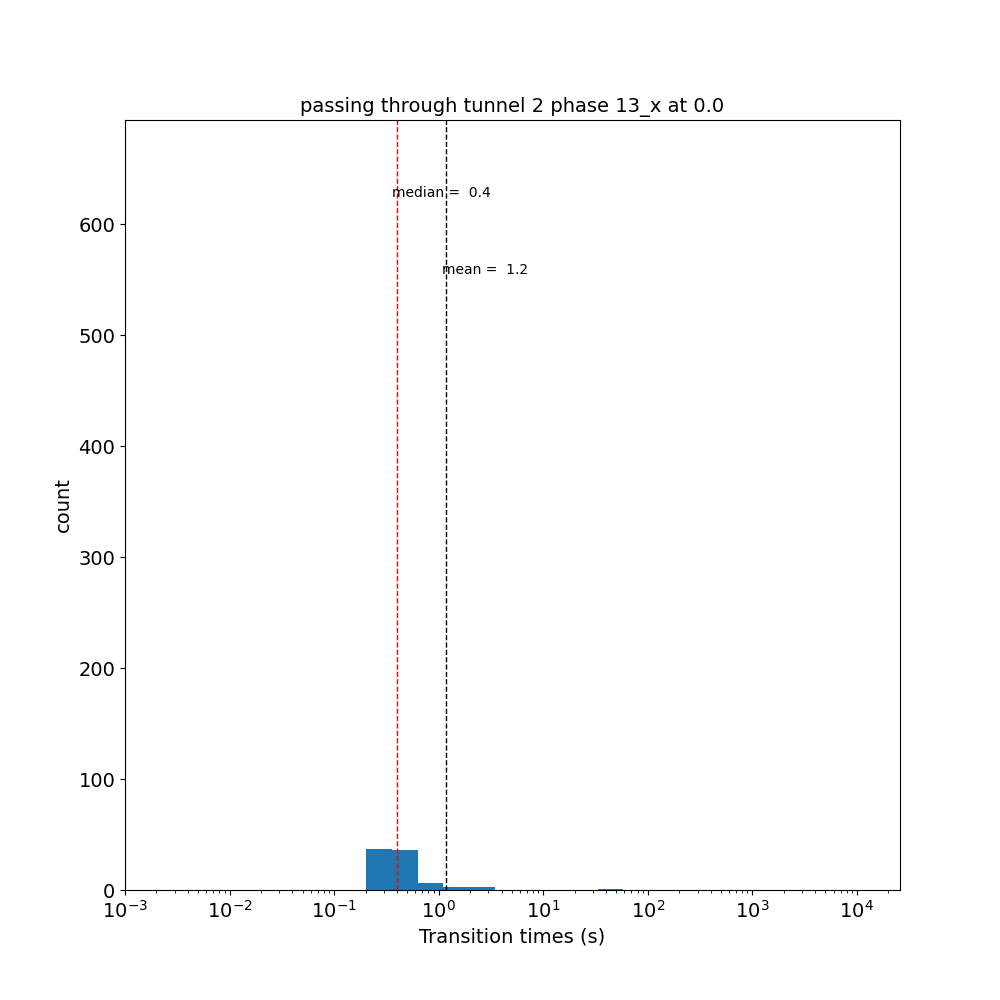 passing through tunnel 2 phase 13_x at 0.0
median =  0.4
mean =  1.2
600
500
400
300
200
100
0
count
10⁻³ 10⁻² 10⁻¹ 10⁰ 10¹ 10² 10³ 10⁴
Transition times (s)